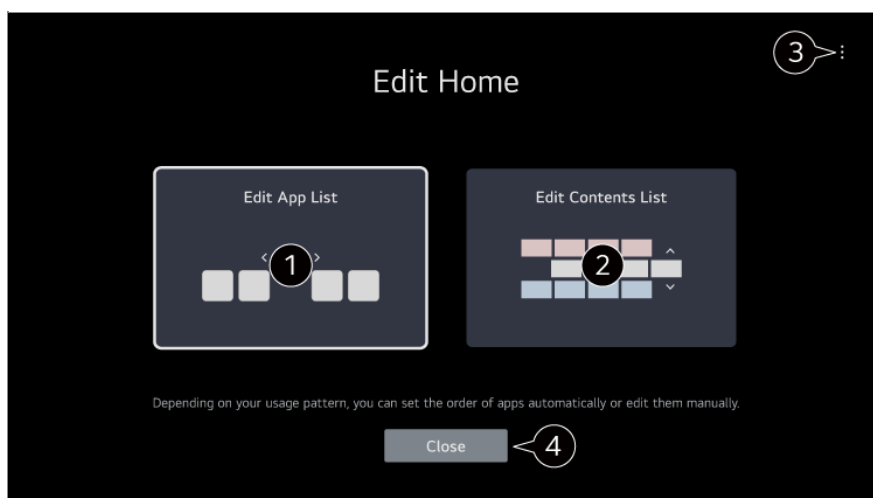 3
Edit Home
Edit App List
Edit Contents List
1
2
Depending on your usage pattern, you can set the order of apps automatically or edit them manually.
Close
4